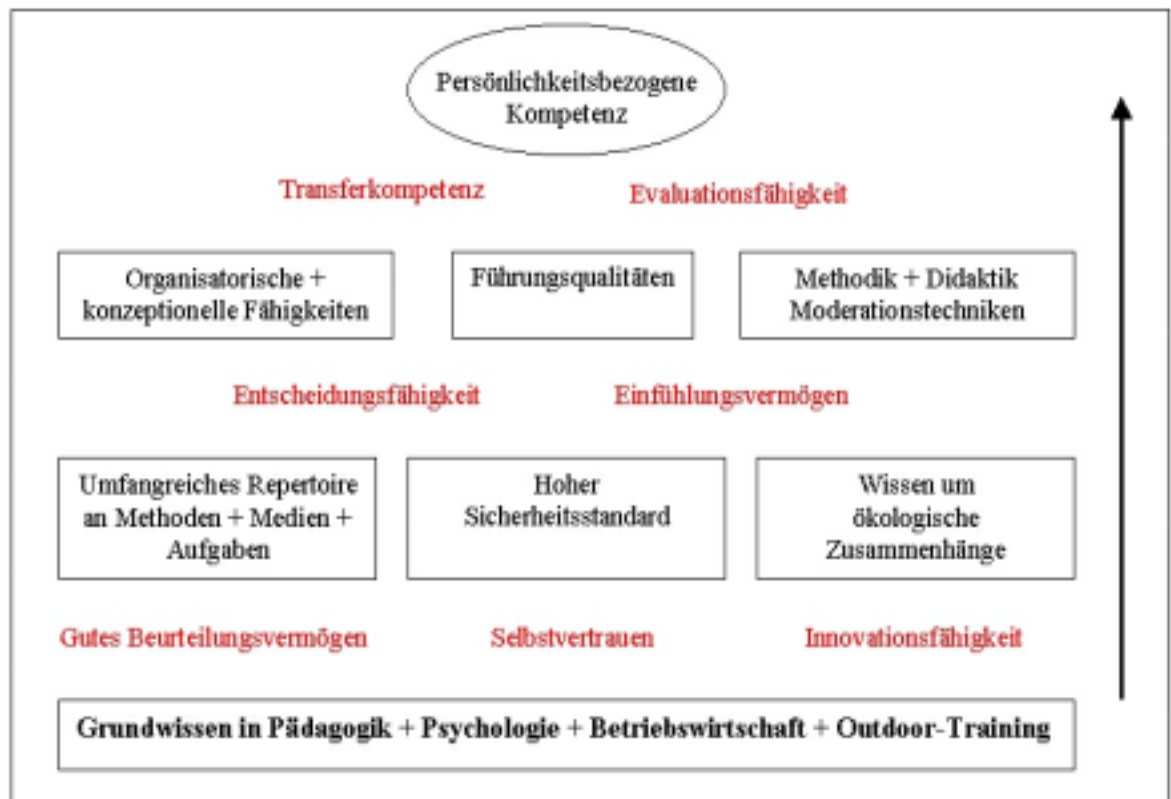 Persönlichkeitsbezogene
Kompetenz
Transferkompetenz
Evaluationsfähigkeit
Organisatorische +
konzeptionelle Fähigkeiten
Führungsqualitäten
Methodik + Didaktik
Moderationstechniken
Entscheidungsfähigkeit
Einfühlungsvermögen
Umfangreiches Repertoire
an Methoden + Medien +
Aufgaben
Hoher
Sicherheitsstandard
Wissen um
ökologische
Zusammenhänge
Gutes Beurteilungsvermögen
Selbstvertrauen
Innovationsfähigkeit
Grundwissen in Pädagogik + Psychologie + Betriebswirtschaft + Outdoor-Training